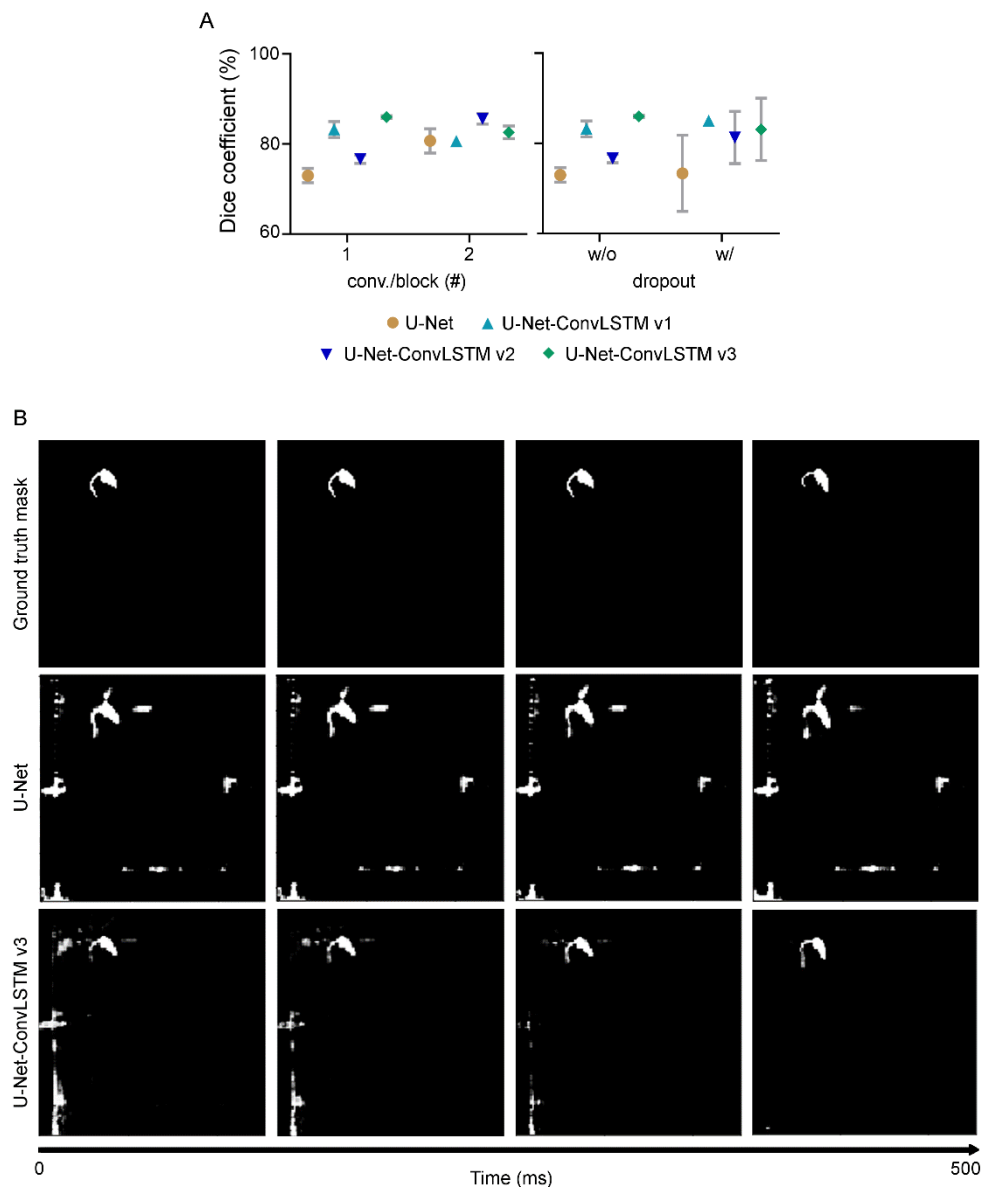 A
Dice coefficient (%)
100
80
60
1
2
w/o
w/
conv./block (#)
dropout
U-Net
U-Net-ConvLSTM v1
U-Net-ConvLSTM v2
U-Net-ConvLSTM v3
B
Ground truth mask
U-Net
U-Net-ConvLSTM v3
0
500
Time (ms)